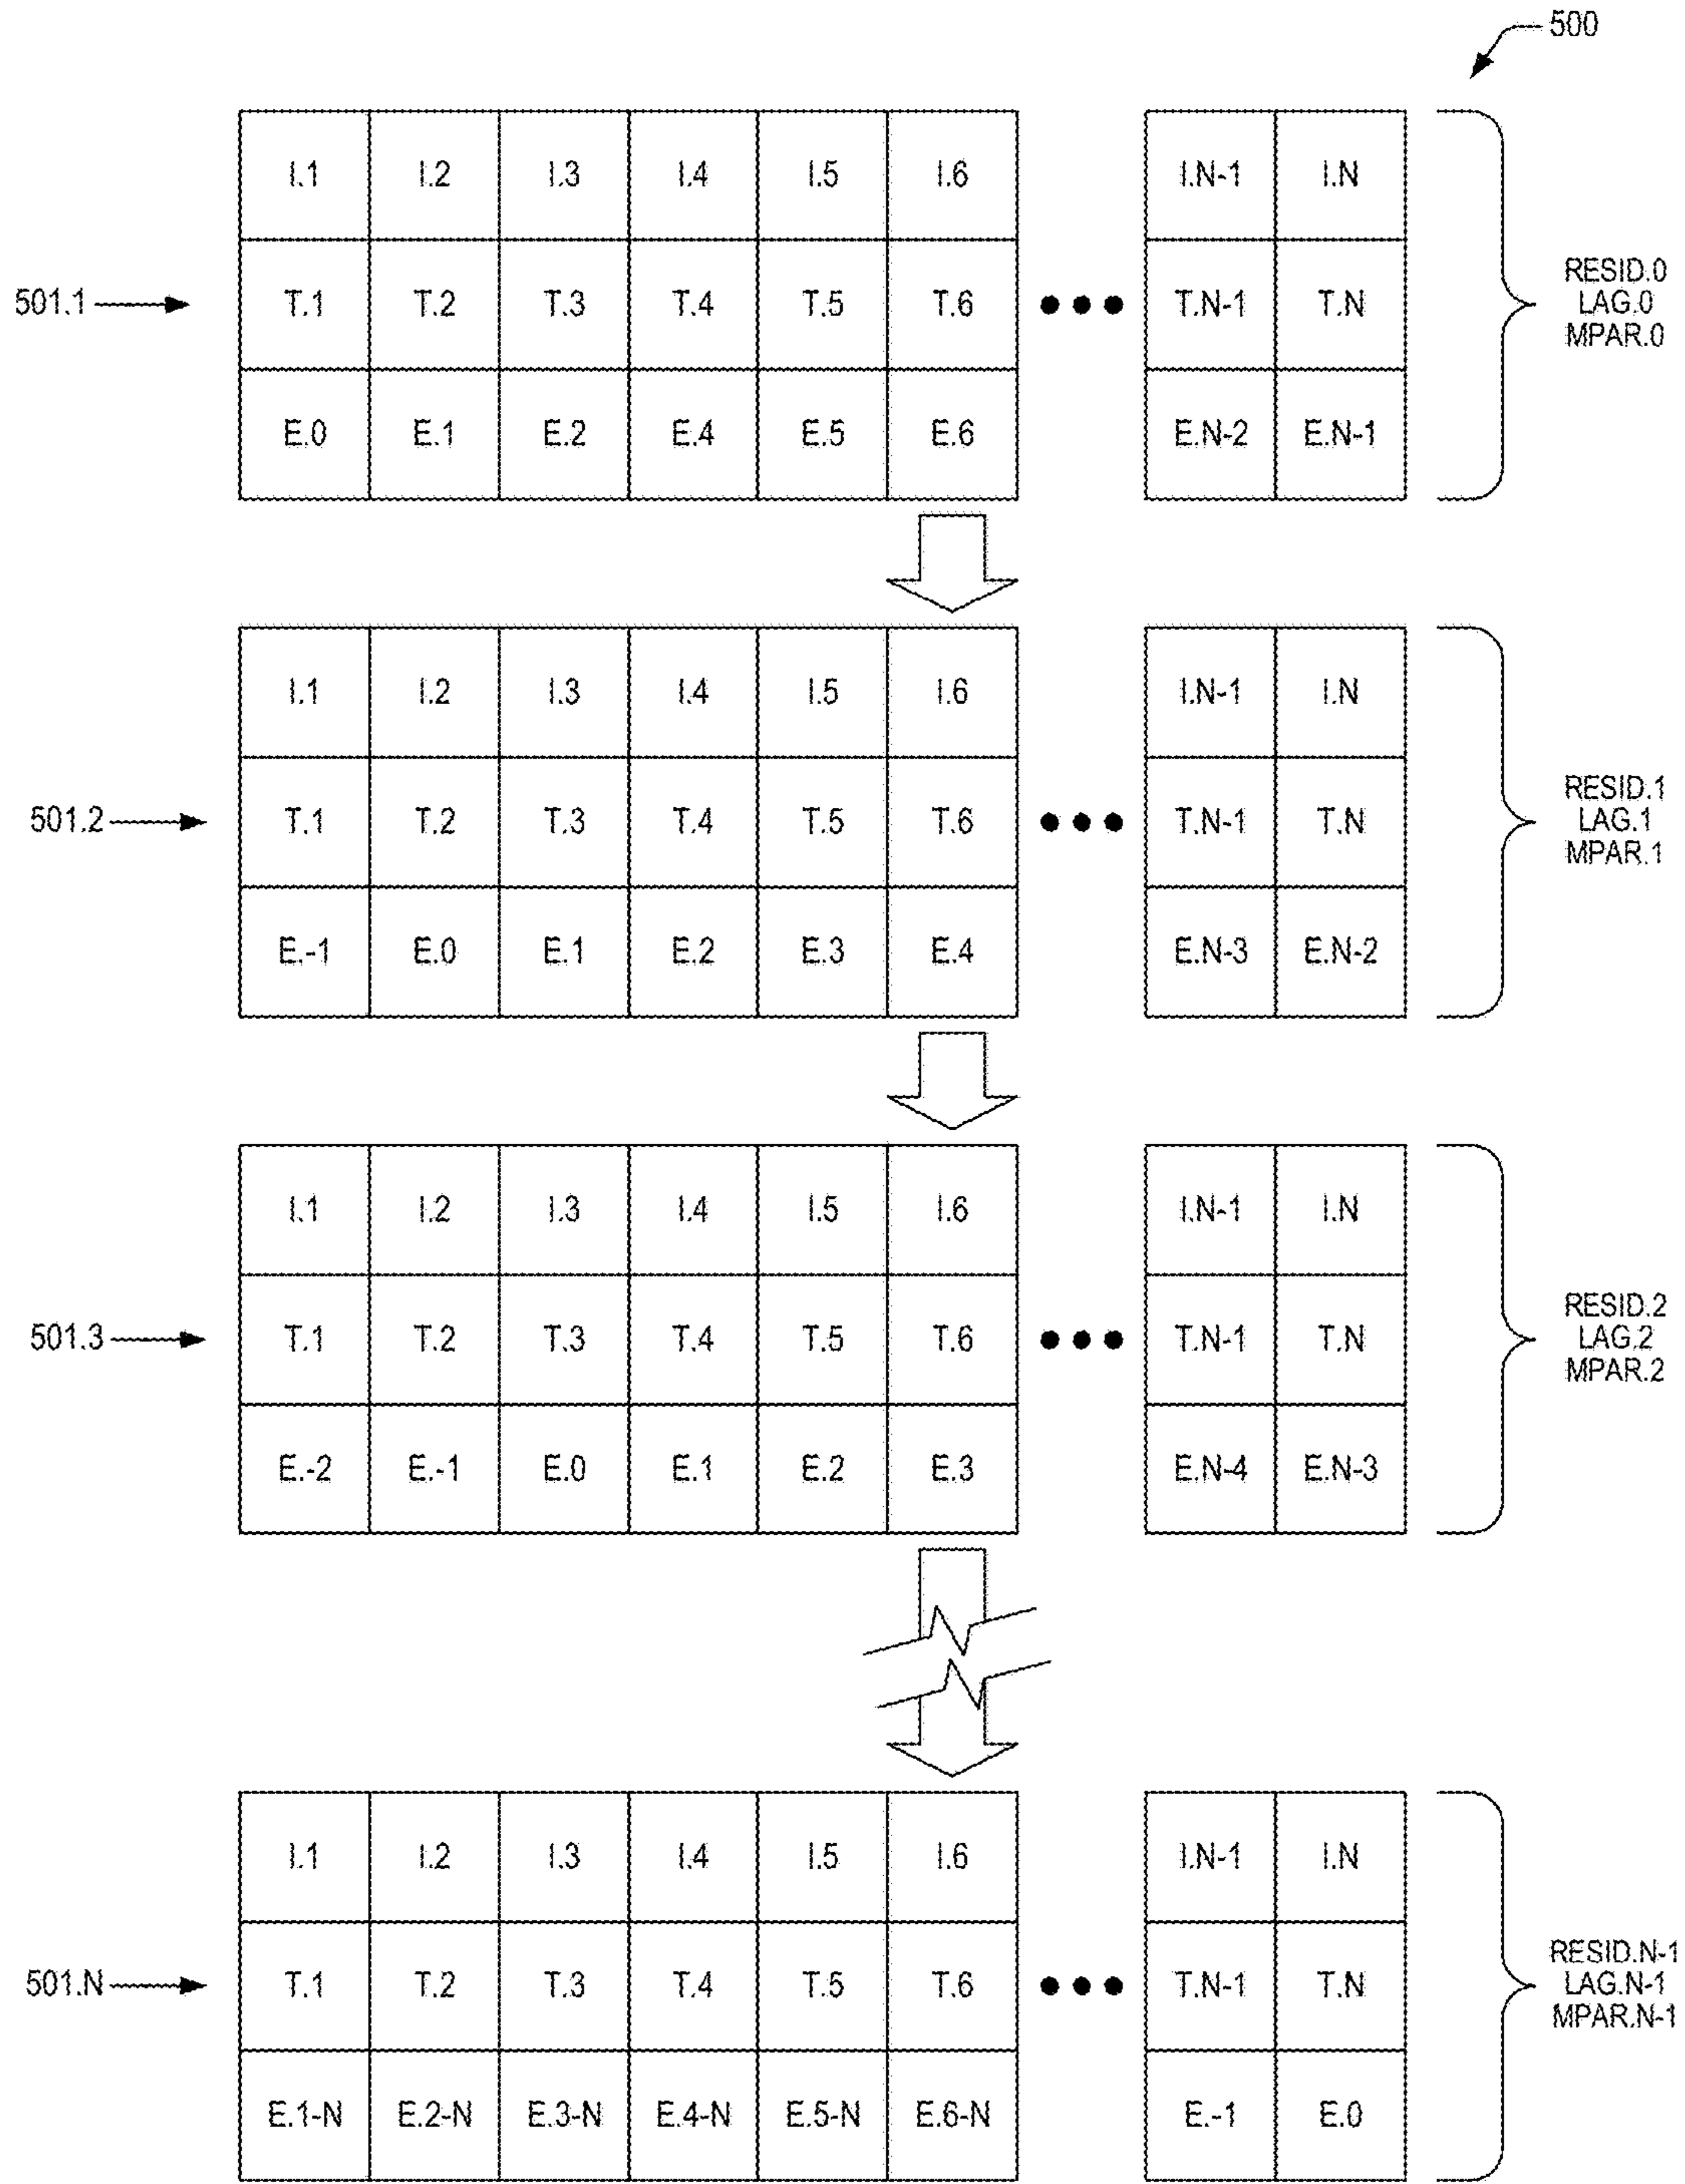 500
I.1 I.2 I.3 I.4 I.5 I.6 I.N-1 I.N
501.1 T.1 T.2 T.3 T.4 T.5 T.6 T.N-1 T.N
E.0 E.1 E.2 E.4 E.5 E.6 E.N-2 E.N-1
RESID.0
LAG.0
MPAR.0
I.1 I.2 I.3 I.4 I.5 I.6 I.N-1 I.N
501.2 T.1 T.2 T.3 T.4 T.5 T.6 T.N-1 T.N
E.-1 E.0 E.1 E.2 E.3 E.4 E.N-3 E.N-2
RESID.1
LAG.1
MPAR.1
I.1 I.2 I.3 I.4 I.5 I.6 I.N-1 I.N
501.3 T.1 T.2 T.3 T.4 T.5 T.6 T.N-1 T.N
E.-2 E.-1 E.0 E.1 E.2 E.3 E.N-4 E.N-3
RESID.2
LAG.2
MPAR.2
I.1 I.2 I.3 I.4 I.5 I.6 I.N-1 I.N
501.N T.1 T.2 T.3 T.4 T.5 T.6 T.N-1 T.N
E.1-N E.2-N E.3-N E.4-N E.5-N E.6-N E.-1 E.0
RESID.N-1
LAG.N-1
MPAR.N-1